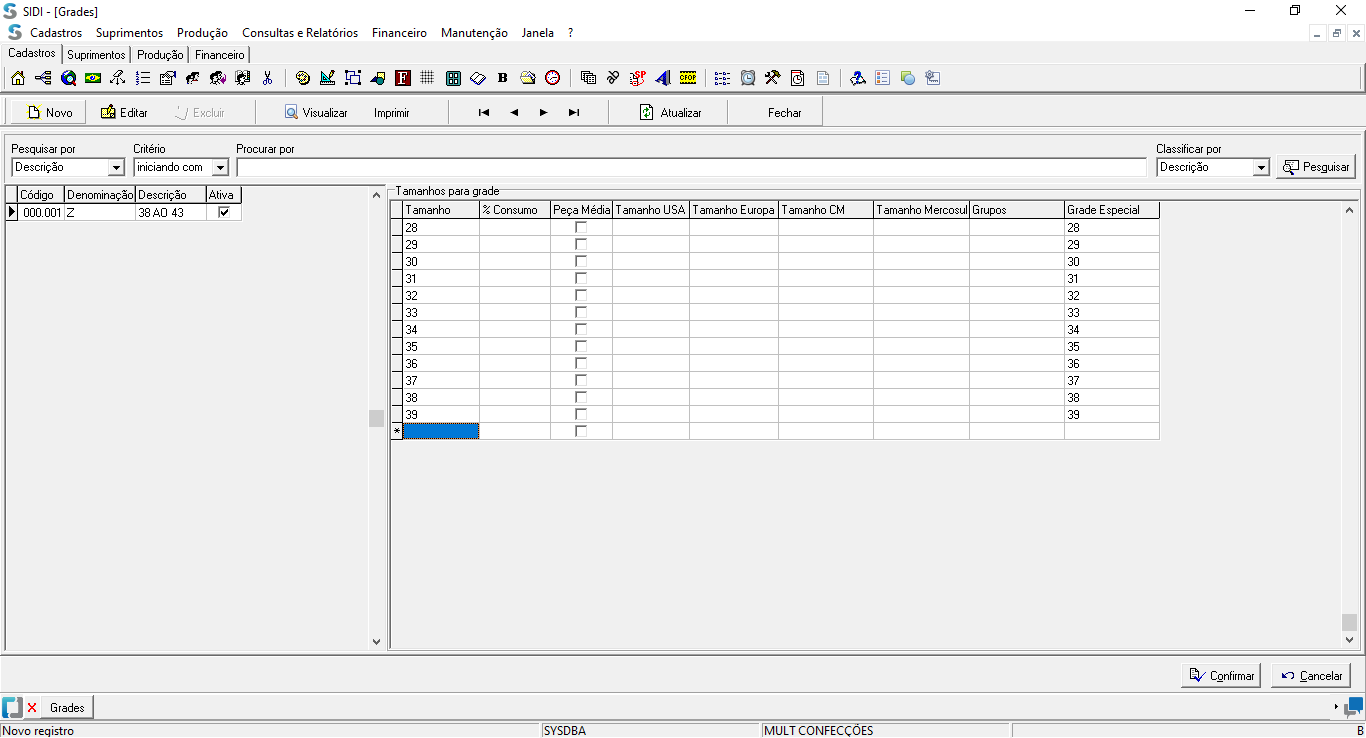 SIDI - [Grades]
Cadastros Suprimentos Produção Consultas e Relatórios Financeiro Manutenção Janela ?
Cadastros Suprimentos Produção Financeiro
F B SP CFOP
Novo Editar Excluir Visualizar Imprimir Atualizar Fechar
Pesquisar por Critério Procurar por Classificar por
Descrição iniciando com Descrição Pesquisar
Código Denominação Descrição Ativa
000.001 Z 38 AO 43
Tamanhos para grade
Tamanho % Consumo Peça Média Tamanho USA Tamanho Europa Tamanho CM Tamanho Mercosul Grupos Grade Especial
28 28
29 29
30 30
31 31
32 32
33 33
34 34
35 35
36 36
37 37
38 38
39 39
*
Confirmar Cancelar
Grades
Novo registro SYSDBA MULT CONFECÇÕES B